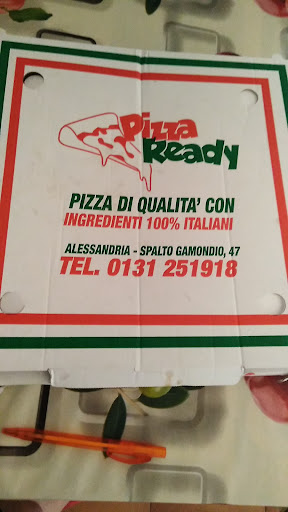 Pizza
Ready
PIZZA DI QUALITA' CON
INGREDIENTI 100% ITALIANI
ALESSANDRIA - SPALTO GAMONDIO, 47
TEL. 0131 251918